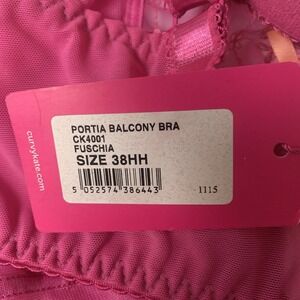 curvykate.com
PORTIA BALCONY BRA
CK4001
FUSCHIA
SIZE 38HH
5 052574 386443
1115